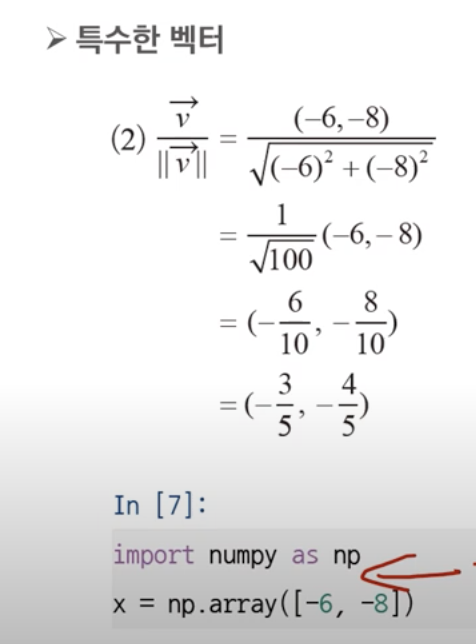 ➤ 특수한 벡터
(2) $\frac{\overrightarrow{v}}{\|\overrightarrow{v}\|} = \frac{(-6,-8)}{\sqrt{(-6)^2+(-8)^2}}$
$= \frac{1}{\sqrt{100}}(-6,-8)$
$= (-\frac{6}{10}, -\frac{8}{10})$
$= (-\frac{3}{5}, -\frac{4}{5})$
In [7]:
import numpy as np
x = np.array([-6, -8])